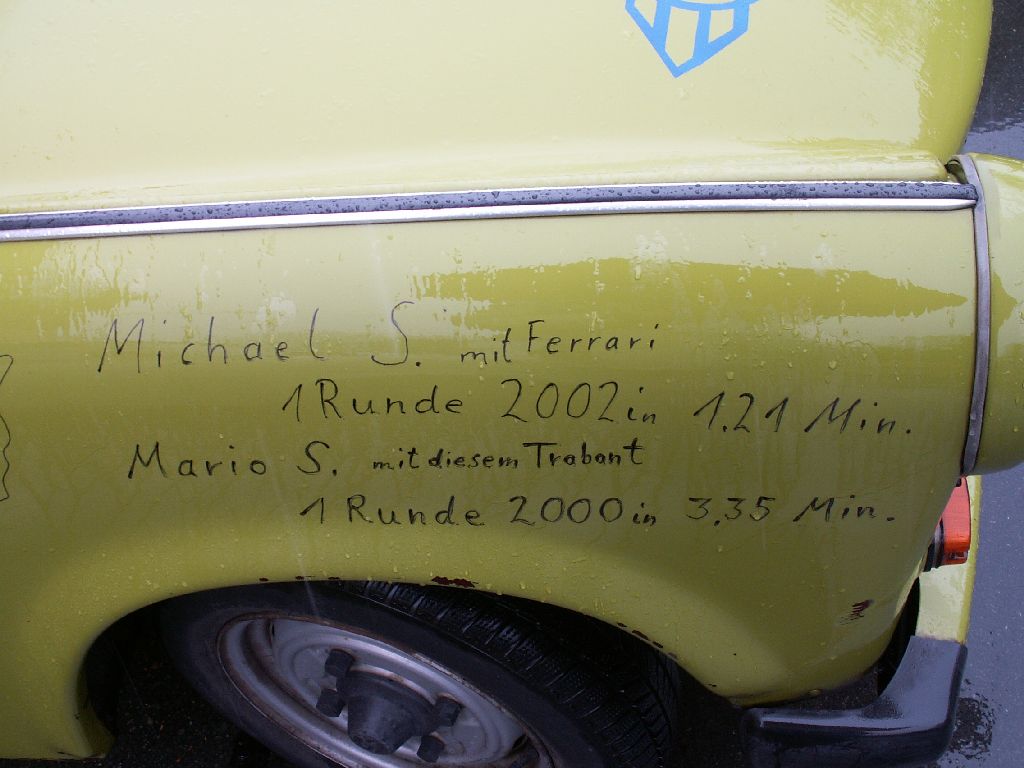 Michael S. mit Ferrari
1 Runde 2002 in 1.21 Min.
Mario S. mit diesem Trabant
1 Runde 2000 in 3.35 Min.